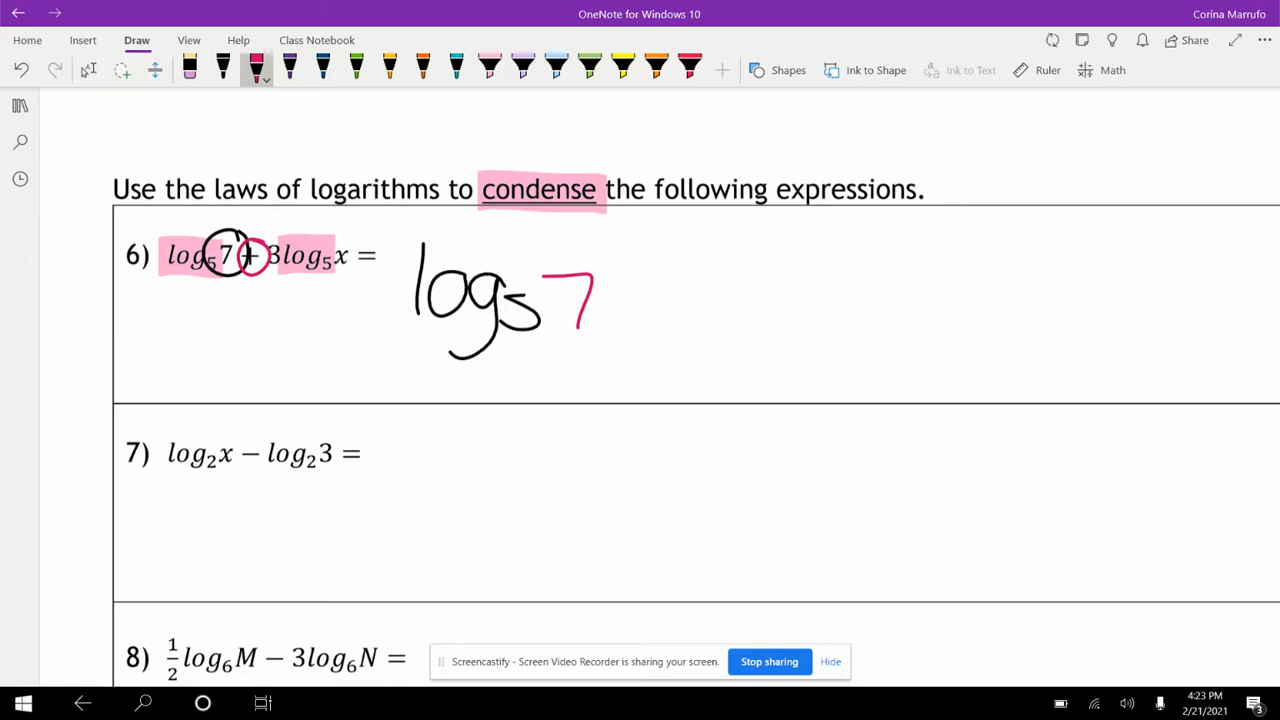 OneNote for Windows 10
Corina Marrufo
Home Insert Draw View Help Class Notebook
Share
Shapes Ink to Shape Ink to Text Ruler Math
Use the laws of logarithms to condense the following expressions.
6) log₅7 + 3log₅x = log₅ 7
7) log₂x − log₂3 =
8) ½log₆M − 3log₆N =
Screencastify - Screen Video Recorder is sharing your screen. Stop sharing Hide
4:23 PM
2/21/2021
3